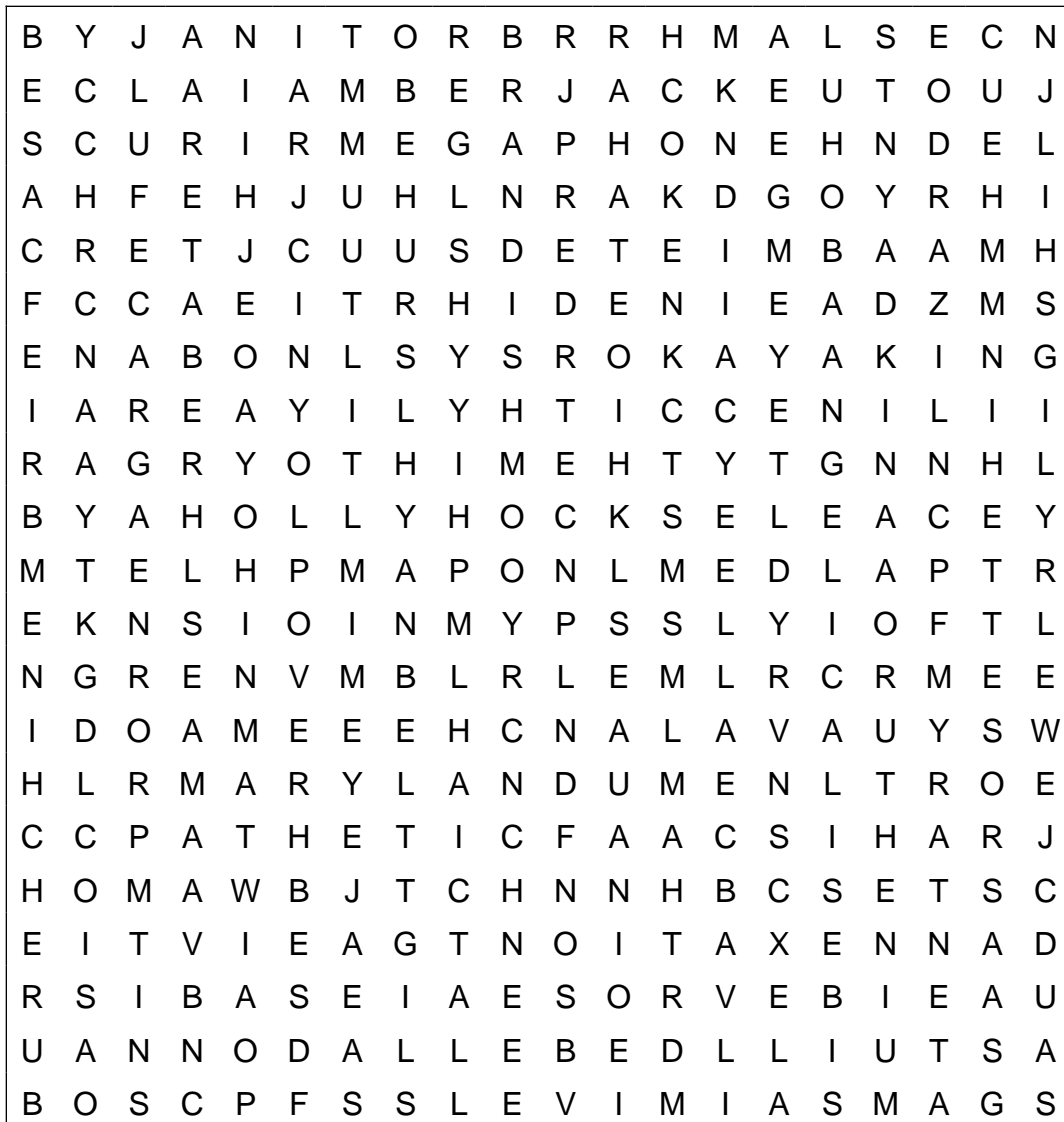 B Y J A N I T O R B R R H M A L S E C N
E C L A I A M B E R J A C K E U T O U J
S C U R I R M E G A P H O N E H N D E L
A H F E H J U H L N R A K D G O Y R H I
C R E T J C U U S D E T E I M B A A M H
F C C A E I T R H I D E N I E A D Z M S
E N A B O N L S Y S R O K A Y A K I N G
I A R E A Y I L Y H T I C C E N I L I I
R A G R Y O T H I M E H T Y T G N N H L
B Y A H O L L Y H O C K S E L E A C E Y
M T E L H P M A P O N L M E D L A P T R
E K N S I O I N M Y P S S L Y I O F T L
N G R E N V M B L R L E M L R C R M E E
I D O A M E E E H C N A L A V A U Y S W
H L R M A R Y L A N D U M E N L T R O E
C C P A T H E T I C F A A C S I H A R J
H O M A W B J T C H N N H B C S E T S C
E I T V I E A G T N O I T A X E N N A D
R S I B A S E I A E S O R V E B I E A U
U A N N O D A L L E B E D L L I U T S A
B O S C P F S S L E V I M I A S M A G S